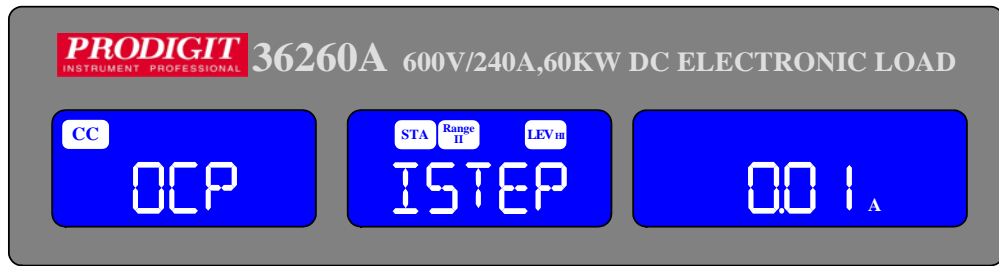 PRODIGIT 36260A 600V/240A,60KW DC ELECTRONIC LOAD
INSTRUMENT PROFESSIONAL
CC STA Range II LEV HI
OCP ISTEP 0.01 A